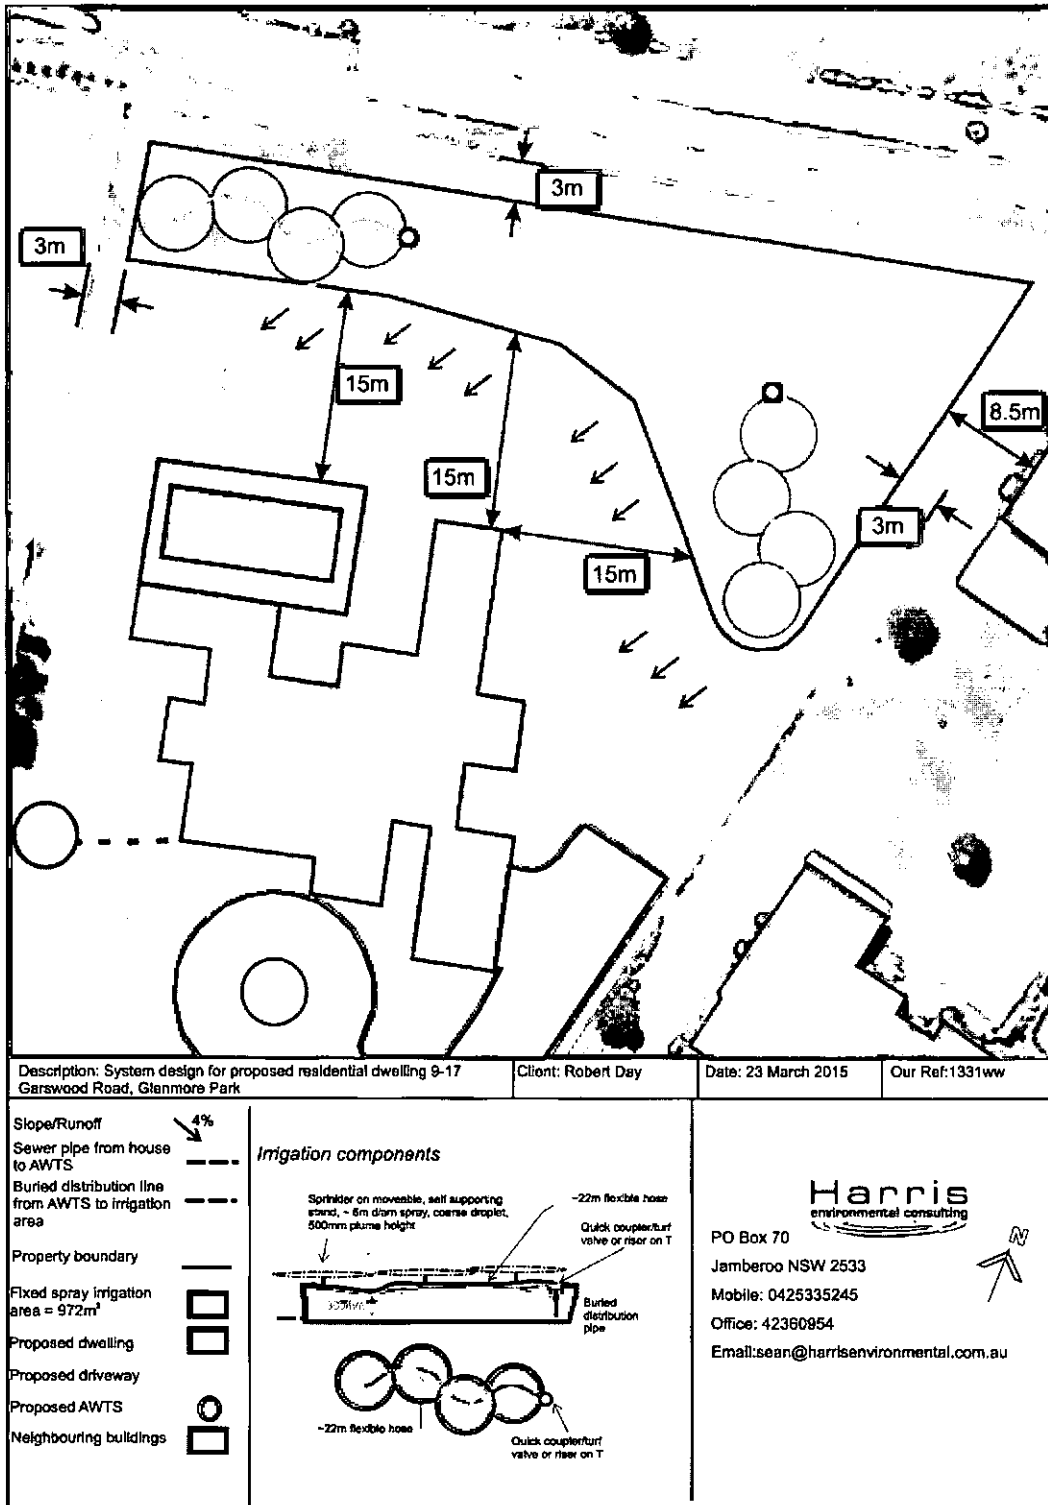 3m
3m
15m
8.5m
15m
3m
15m
Description: System design for proposed residential dwelling 9-17
Garswood Road, Glenmore Park
Client: Robert Day
Date: 23 March 2015
Our Ref:1331ww
Slope/Runoff
4%
Sewer pipe from house
to AWTS
Buried distribution line
from AWTS to irrigation
area
Property boundary
Fixed spray irrigation
area = 972m²
Proposed dwelling
Proposed driveway
Proposed AWTS
Neighbouring buildings
Irrigation components
Sprinkler on moveable, self supporting
stand, ~ 6m diam spray, coarse droplet,
500mm plume height
~22m flexible hose
Quick coupler/turf
valve or riser on T
Buried
distribution
pipe
~22m flexible hose
Quick coupler/turf
valve or riser on T
Harris
environmental consulting
PO Box 70
Jamberoo NSW 2533
Mobile: 0425335245
Office: 42360954
Email:sean@harrisenvironmental.com.au
N